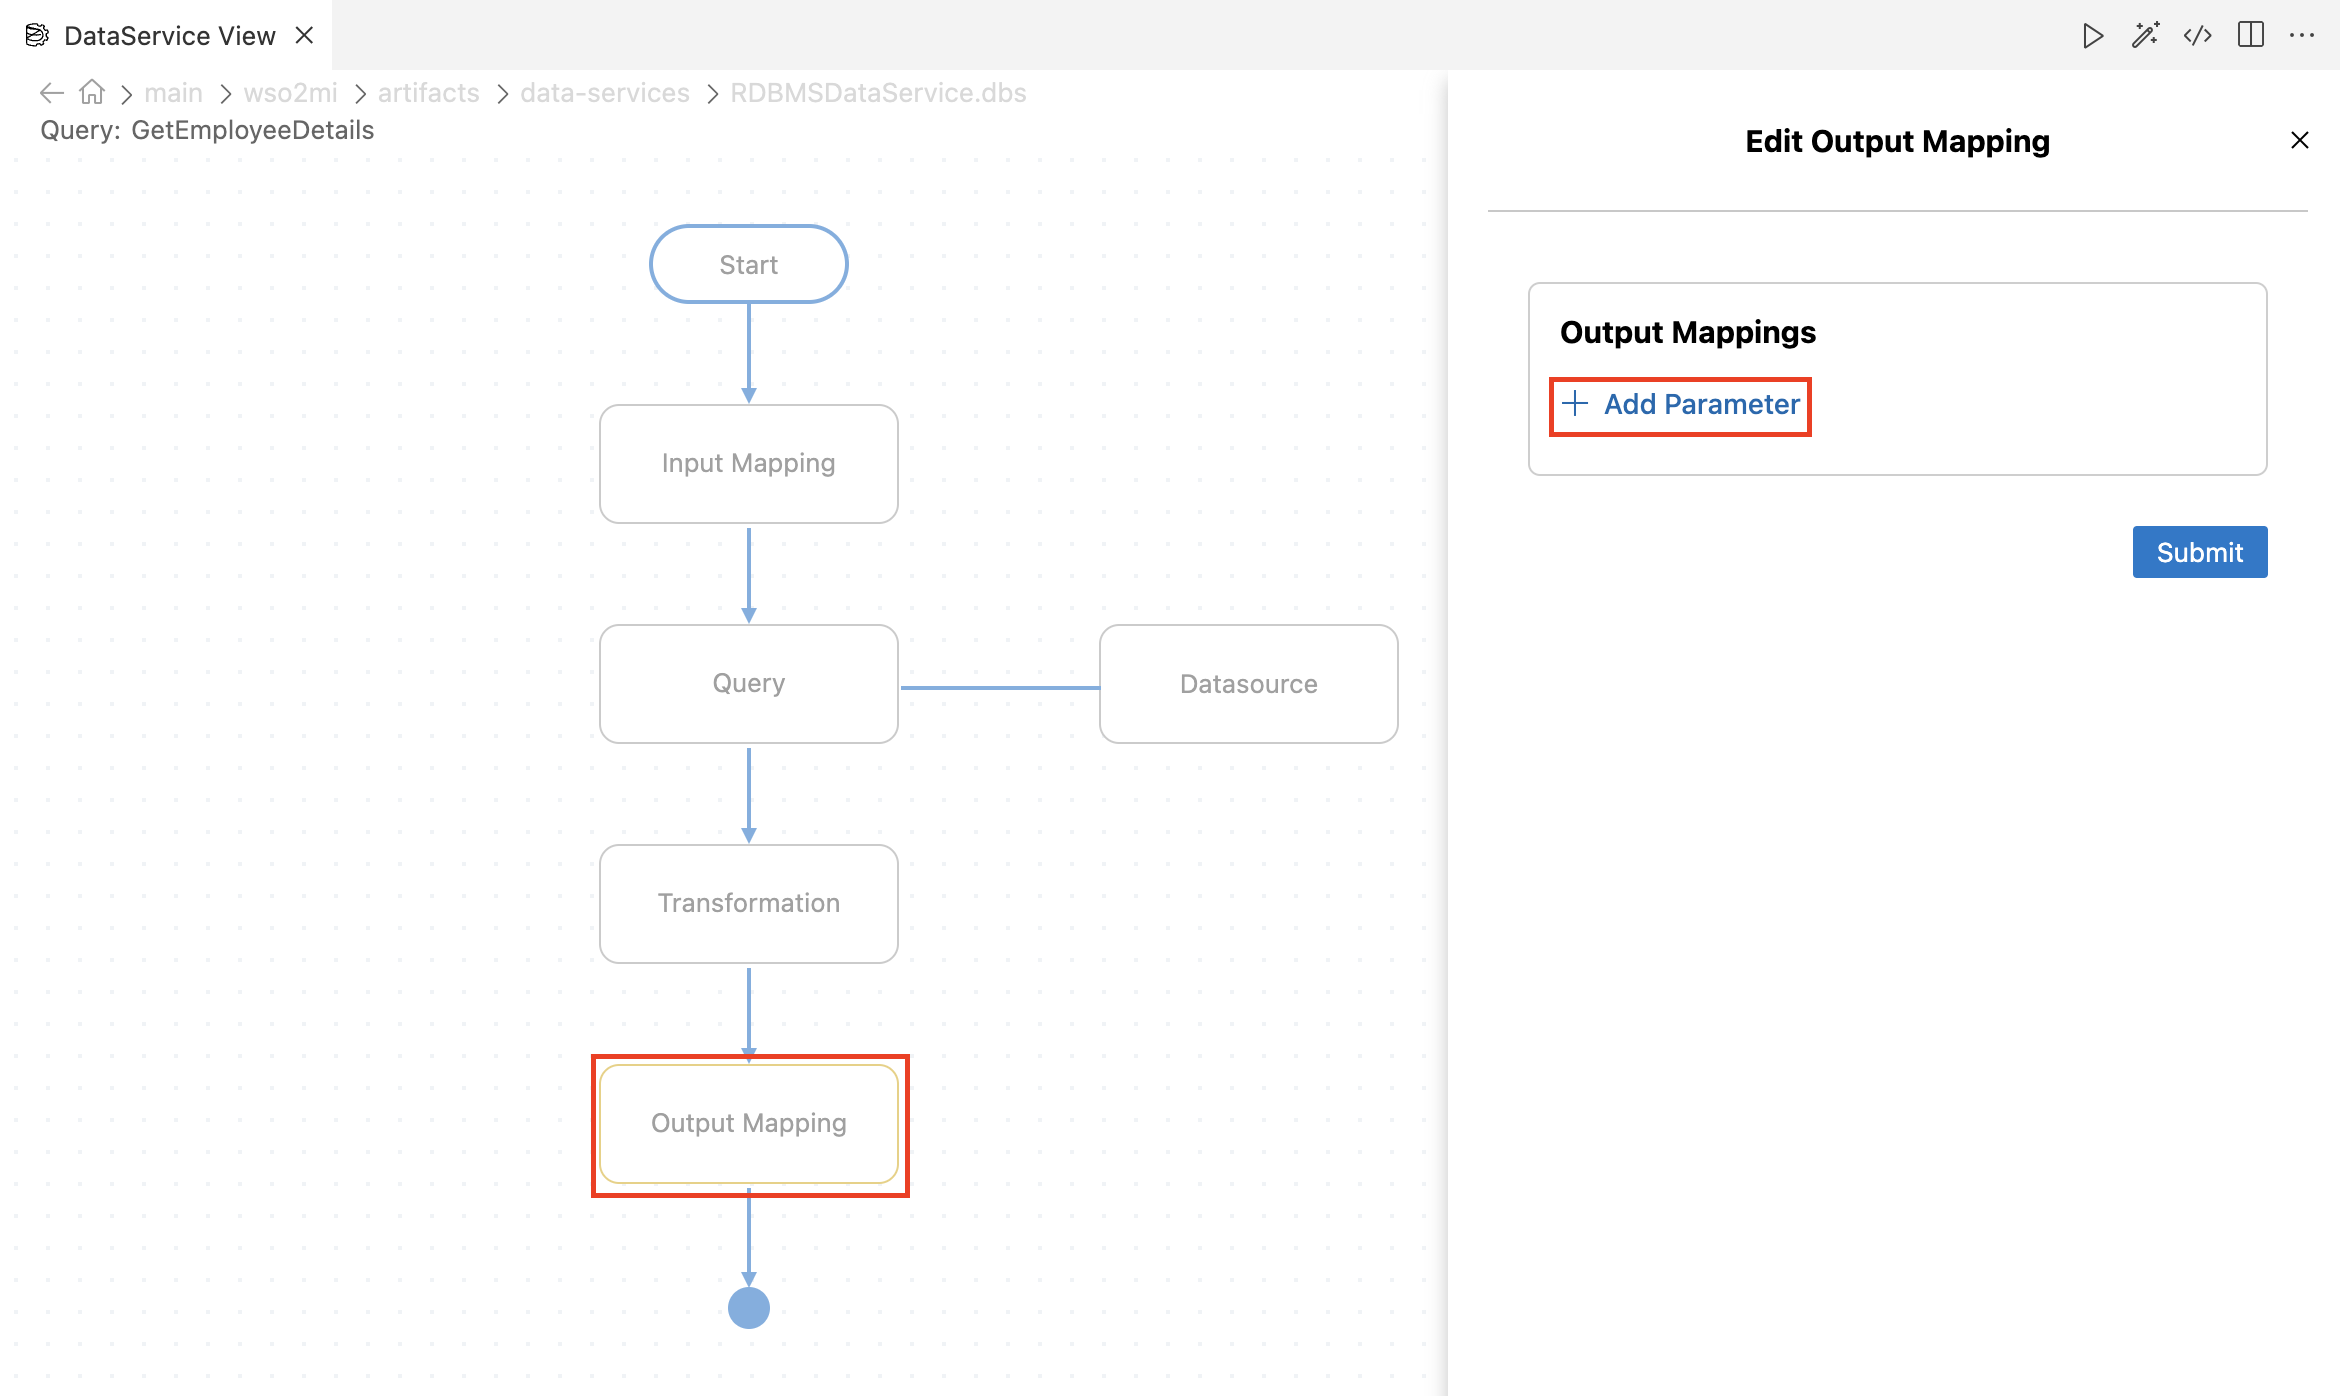 DataService View
main > wso2mi > artifacts > data-services > RDBMSDataService.dbs
Query: GetEmployeeDetails
Start
Input Mapping
Query
Datasource
Transformation
Output Mapping
Edit Output Mapping
Output Mappings
+ Add Parameter
Submit